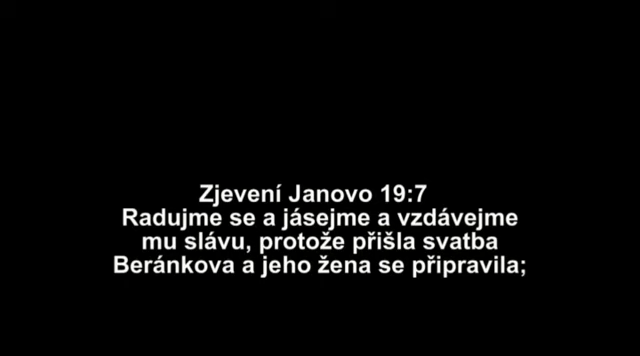 Zjevení Janovo 19:7
Radujme se a jásejme a vzdávejme
mu slávu, protože přišla svatba
Beránkova a jeho žena se připravila;